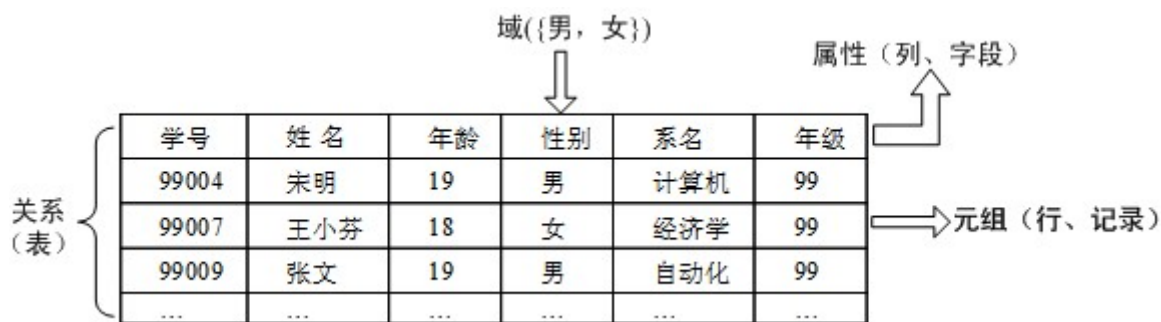 域({男，女})
属性（列、字段）
学号 姓 名 年龄 性别 系名 年级
99004 宋明 19 男 计算机 99
关系
（表）
99007 王小芬 18 女 经济学 99
元组（行、记录）
99009 张文 19 男 自动化 99
… … … … … …